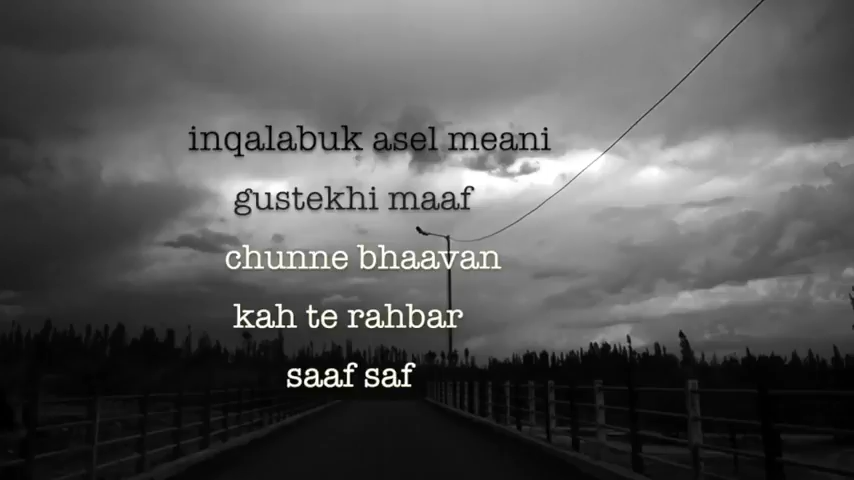 inqalabuk asel meani
gustekhi maaf
chunne bhaavan
kah te rahbar
saaf saf